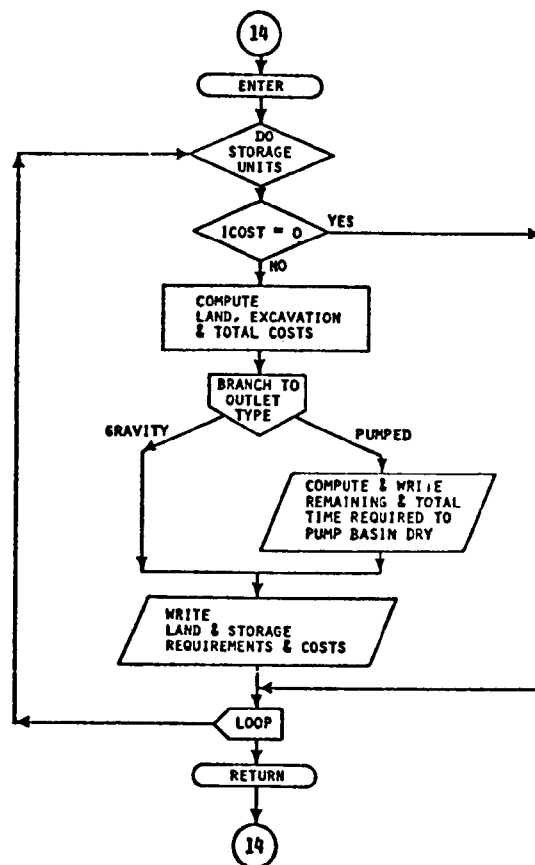 14
ENTER
DO
STORAGE
UNITS
ICOST = 0
YES
NO
COMPUTE
LAND, EXCAVATION
& TOTAL COSTS
BRANCH TO
OUTLET
TYPE
GRAVITY
PUMPED
COMPUTE & WRITE
REMAINING & TOTAL
TIME REQUIRED TO
PUMP BASIN DRY
WRITE
LAND & STORAGE
REQUIREMENTS & COSTS
LOOP
RETURN
14